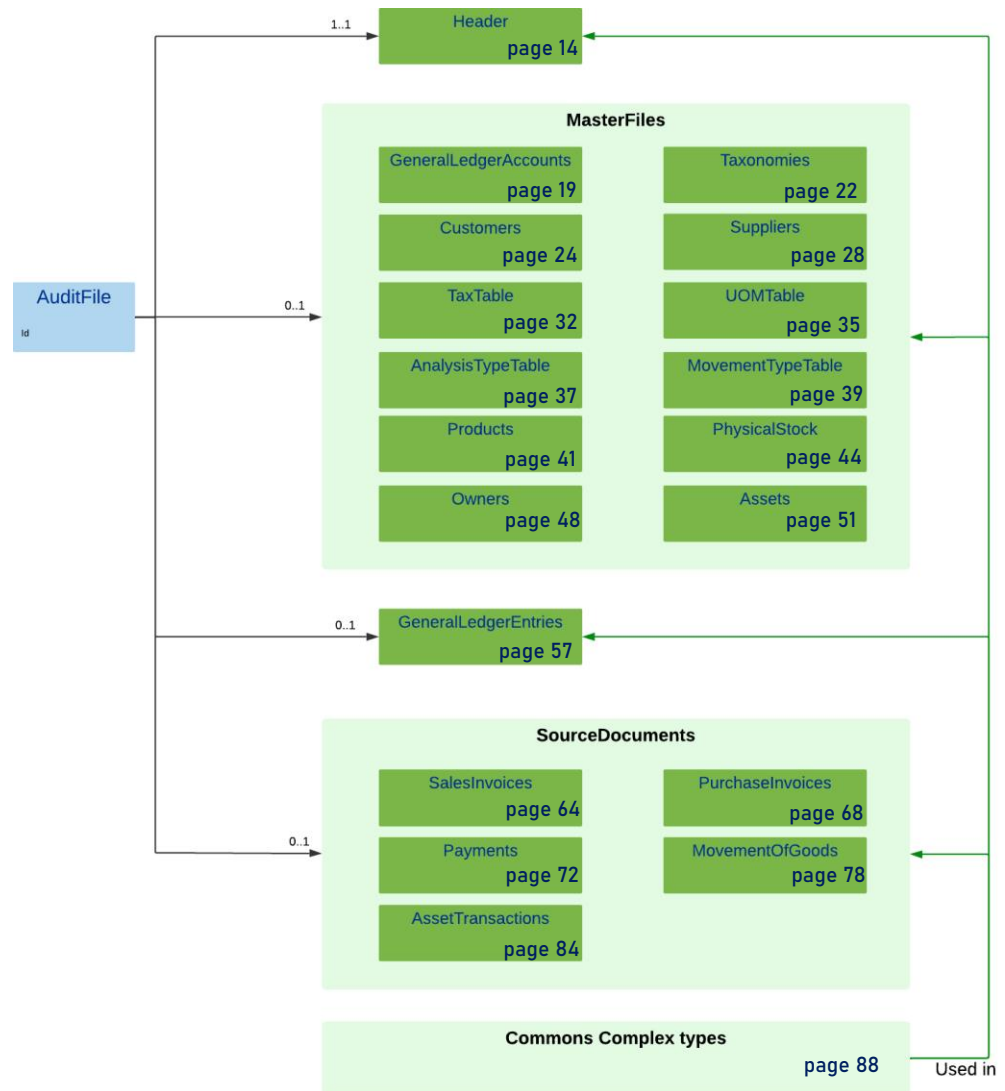 1..1
Header
page 14
MasterFiles
GeneralLedgerAccounts
page 19
Taxonomies
page 22
Customers
page 24
Suppliers
page 28
AuditFile
Id
0..1
TaxTable
page 32
UOMTable
page 35
AnalysisTypeTable
page 37
MovementTypeTable
page 39
Products
page 41
PhysicalStock
page 44
Owners
page 48
Assets
page 51
0..1
GeneralLedgerEntries
page 57
SourceDocuments
SalesInvoices
page 64
PurchaseInvoices
page 68
0..1
Payments
page 72
MovementOfGoods
page 78
AssetTransactions
page 84
Commons Complex types
page 88
Used in